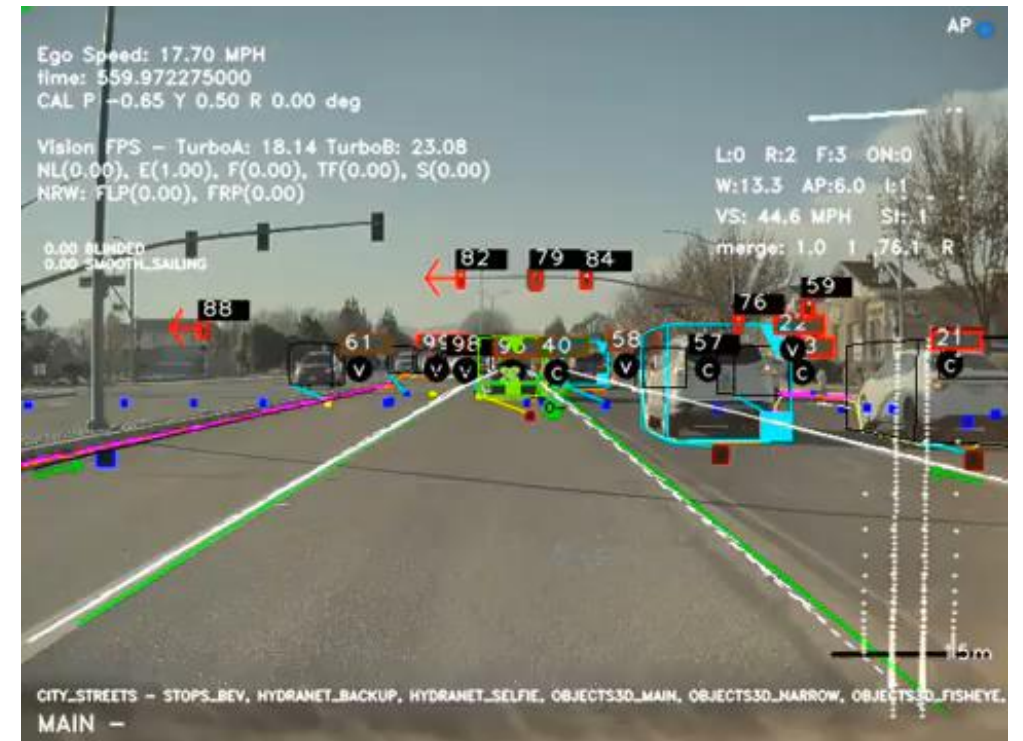 AP
Ego Speed: 17.70 MPH
time: 559.972275000
CAL P -0.65 Y 0.50 R 0.00 deg
Vision FPS - TurboA: 18.14 TurboB: 23.08
NL(0.00), E(1.00), F(0.00), TF(0.00), S(0.00)
NRW: FLP(0.00), FRP(0.00)
L:0 R:2 F:3 ON:0
W:13.3 AP:6.0 I:1
VS: 44.6 MPH St: 1
merge: 1.0 1 ,76.1 R
0.00 BLINDED
0.00 SMOOTH_SAILING
82
79
84
59
88
76
22
61
98
96
40
58
57
21
V
V
V
C
V
C
V
C
C
15m
CITY_STREETS - STOPS_BEV, HYDRANET_BACKUP, HYDRANET_SELFIE, OBJECTS3D_MAIN, OBJECTS3D_NARROW, OBJECTS3D_FISHEYE,
MAIN -